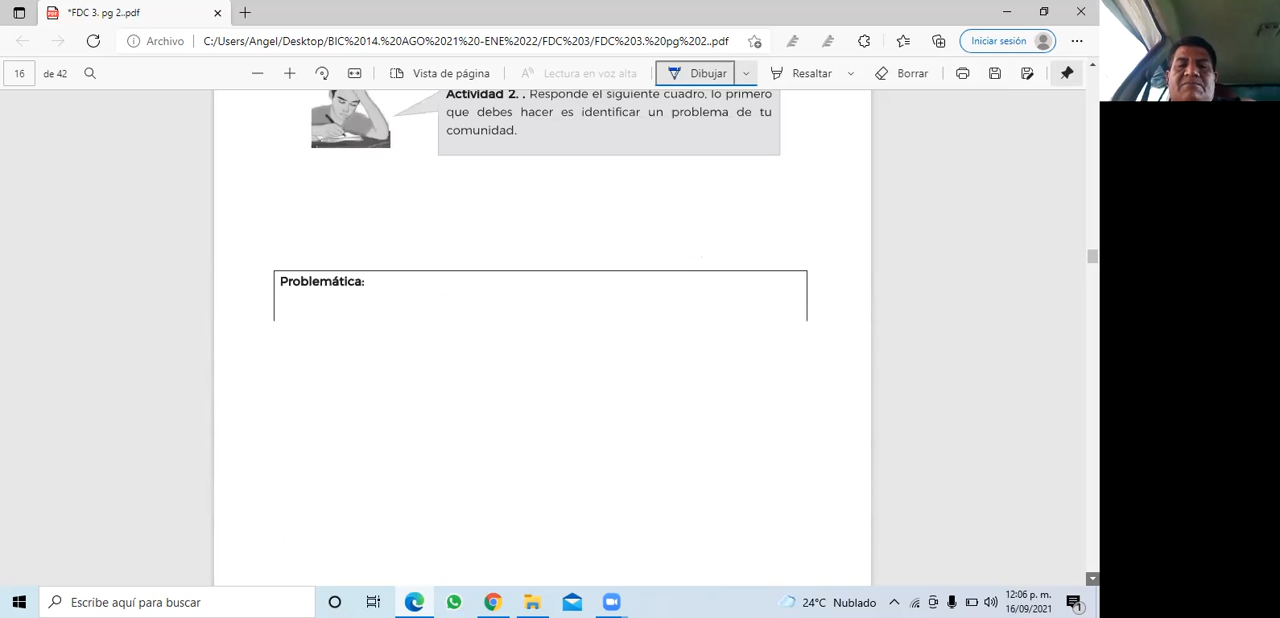 *FDC 3. pg 2..pdf
Archivo
C:/Users/Angel/Desktop/BIC%2014.%20AGO%2021%20-ENE%2022/FDC%203/FDC%203.%20pg%202..pdf
Iniciar sesión
16
de 42
Vista de página
Lectura en voz alta
Dibujar
Resaltar
Borrar
Actividad 2. . Responde el siguiente cuadro, lo primero
que debes hacer es identificar un problema de tu
comunidad.
Problemática:
Escribe aquí para buscar
24°C Nublado
12:06 p. m.
16/09/2021
1